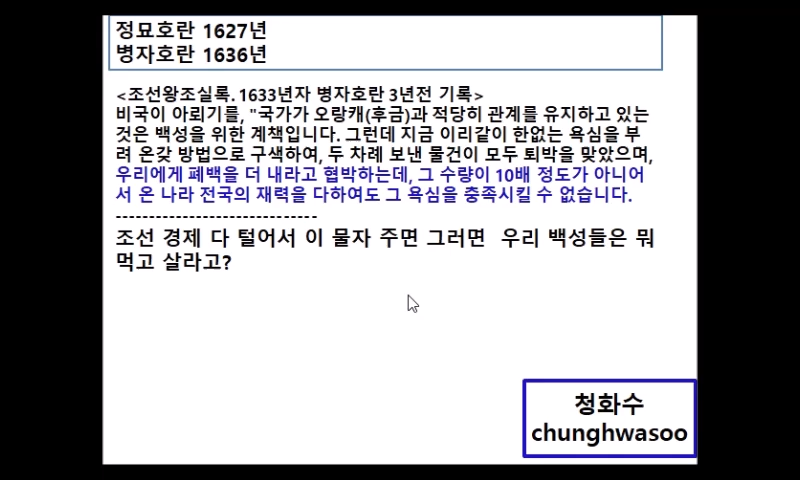 정묘호란 1627년
병자호란 1636년
<조선왕조실록. 1633년자 병자호란 3년전 기록>
비국이 아뢰기를, "국가가 오랑캐(후금)과 적당히 관계를 유지하고 있는
것은 백성을 위한 계책입니다. 그런데 지금 이리같이 한없는 욕심을 부
려 온갖 방법으로 구색하여, 두 차례 보낸 물건이 모두 퇴박을 맞았으며,
우리에게 폐백을 더 내라고 협박하는데, 그 수량이 10배 정도가 아니어
서 온 나라 전국의 재력을 다하여도 그 욕심을 충족시킬 수 없습니다.
------------------------------
조선 경제 다 털어서 이 물자 주면 그러면 우리 백성들은 뭐
먹고 살라고?
청화수
chunghwasoo